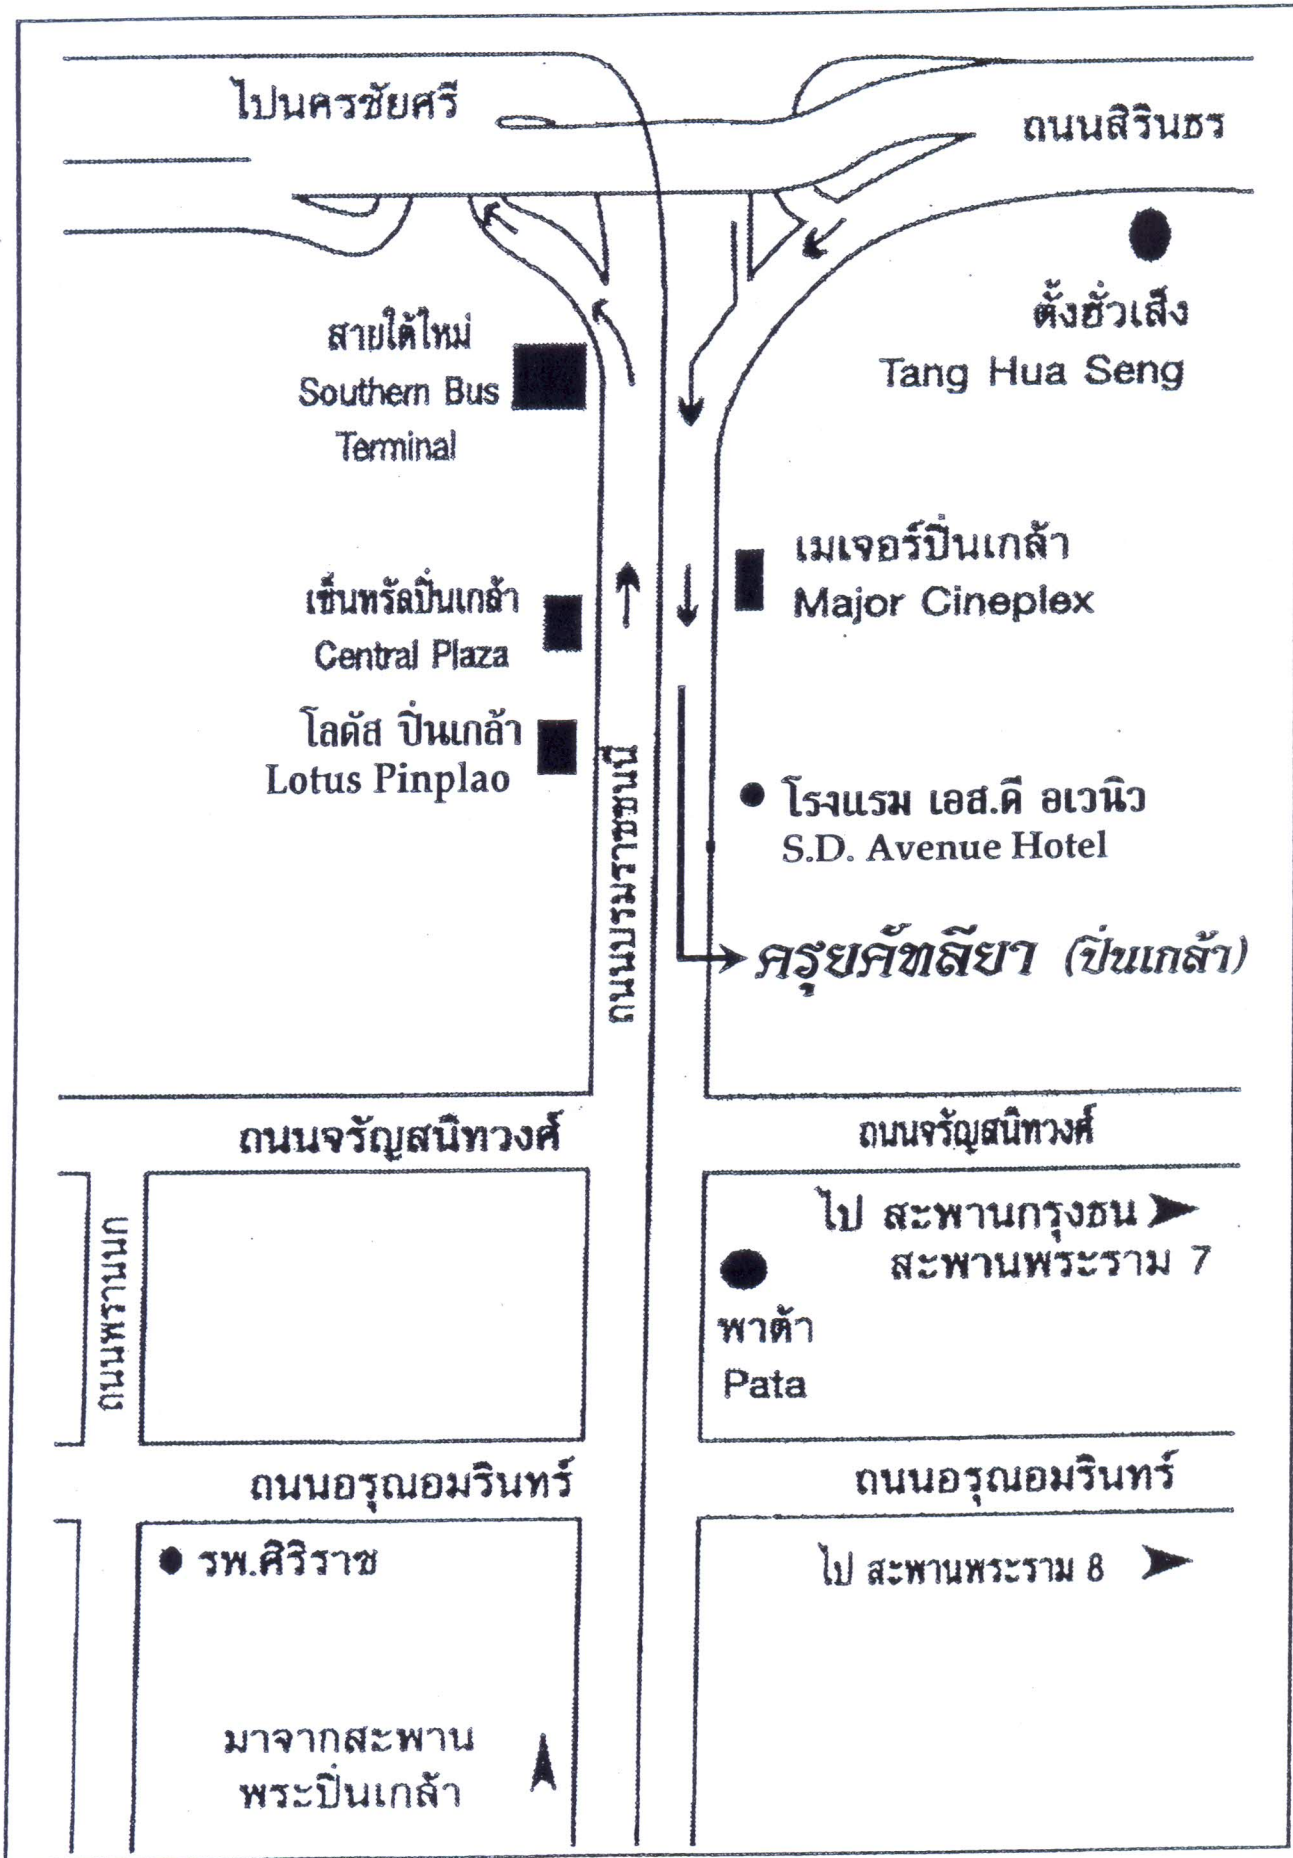 ไปนครชัยศรี
ถนนสิรินธร
ตั้งฮั่วเส็ง
Tang Hua Seng
สายใต้ใหม่
Southern Bus
Terminal
เมเจอร์ปิ่นเกล้า
Major Cineplex
เซ็นทรัลปิ่นเกล้า
Central Plaza
โลตัส ปิ่นเกล้า
Lotus Pinplao
ถนนบรมราชชนนี
โรงแรม เอส.ดี อเวนิว
S.D. Avenue Hotel
ครุยคัทลียา (ปิ่นเกล้า)
ถนนจรัญสนิทวงศ์
ถนนจรัญสนิทวงศ์
ไป สะพานกรุงธน
สะพานพระราม 7
ถนนพรานนก
พาต้า
Pata
ถนนอรุณอมรินทร์
ถนนอรุณอมรินทร์
รพ.ศิริราช
ไป สะพานพระราม 8
มาจากสะพาน
พระปิ่นเกล้า